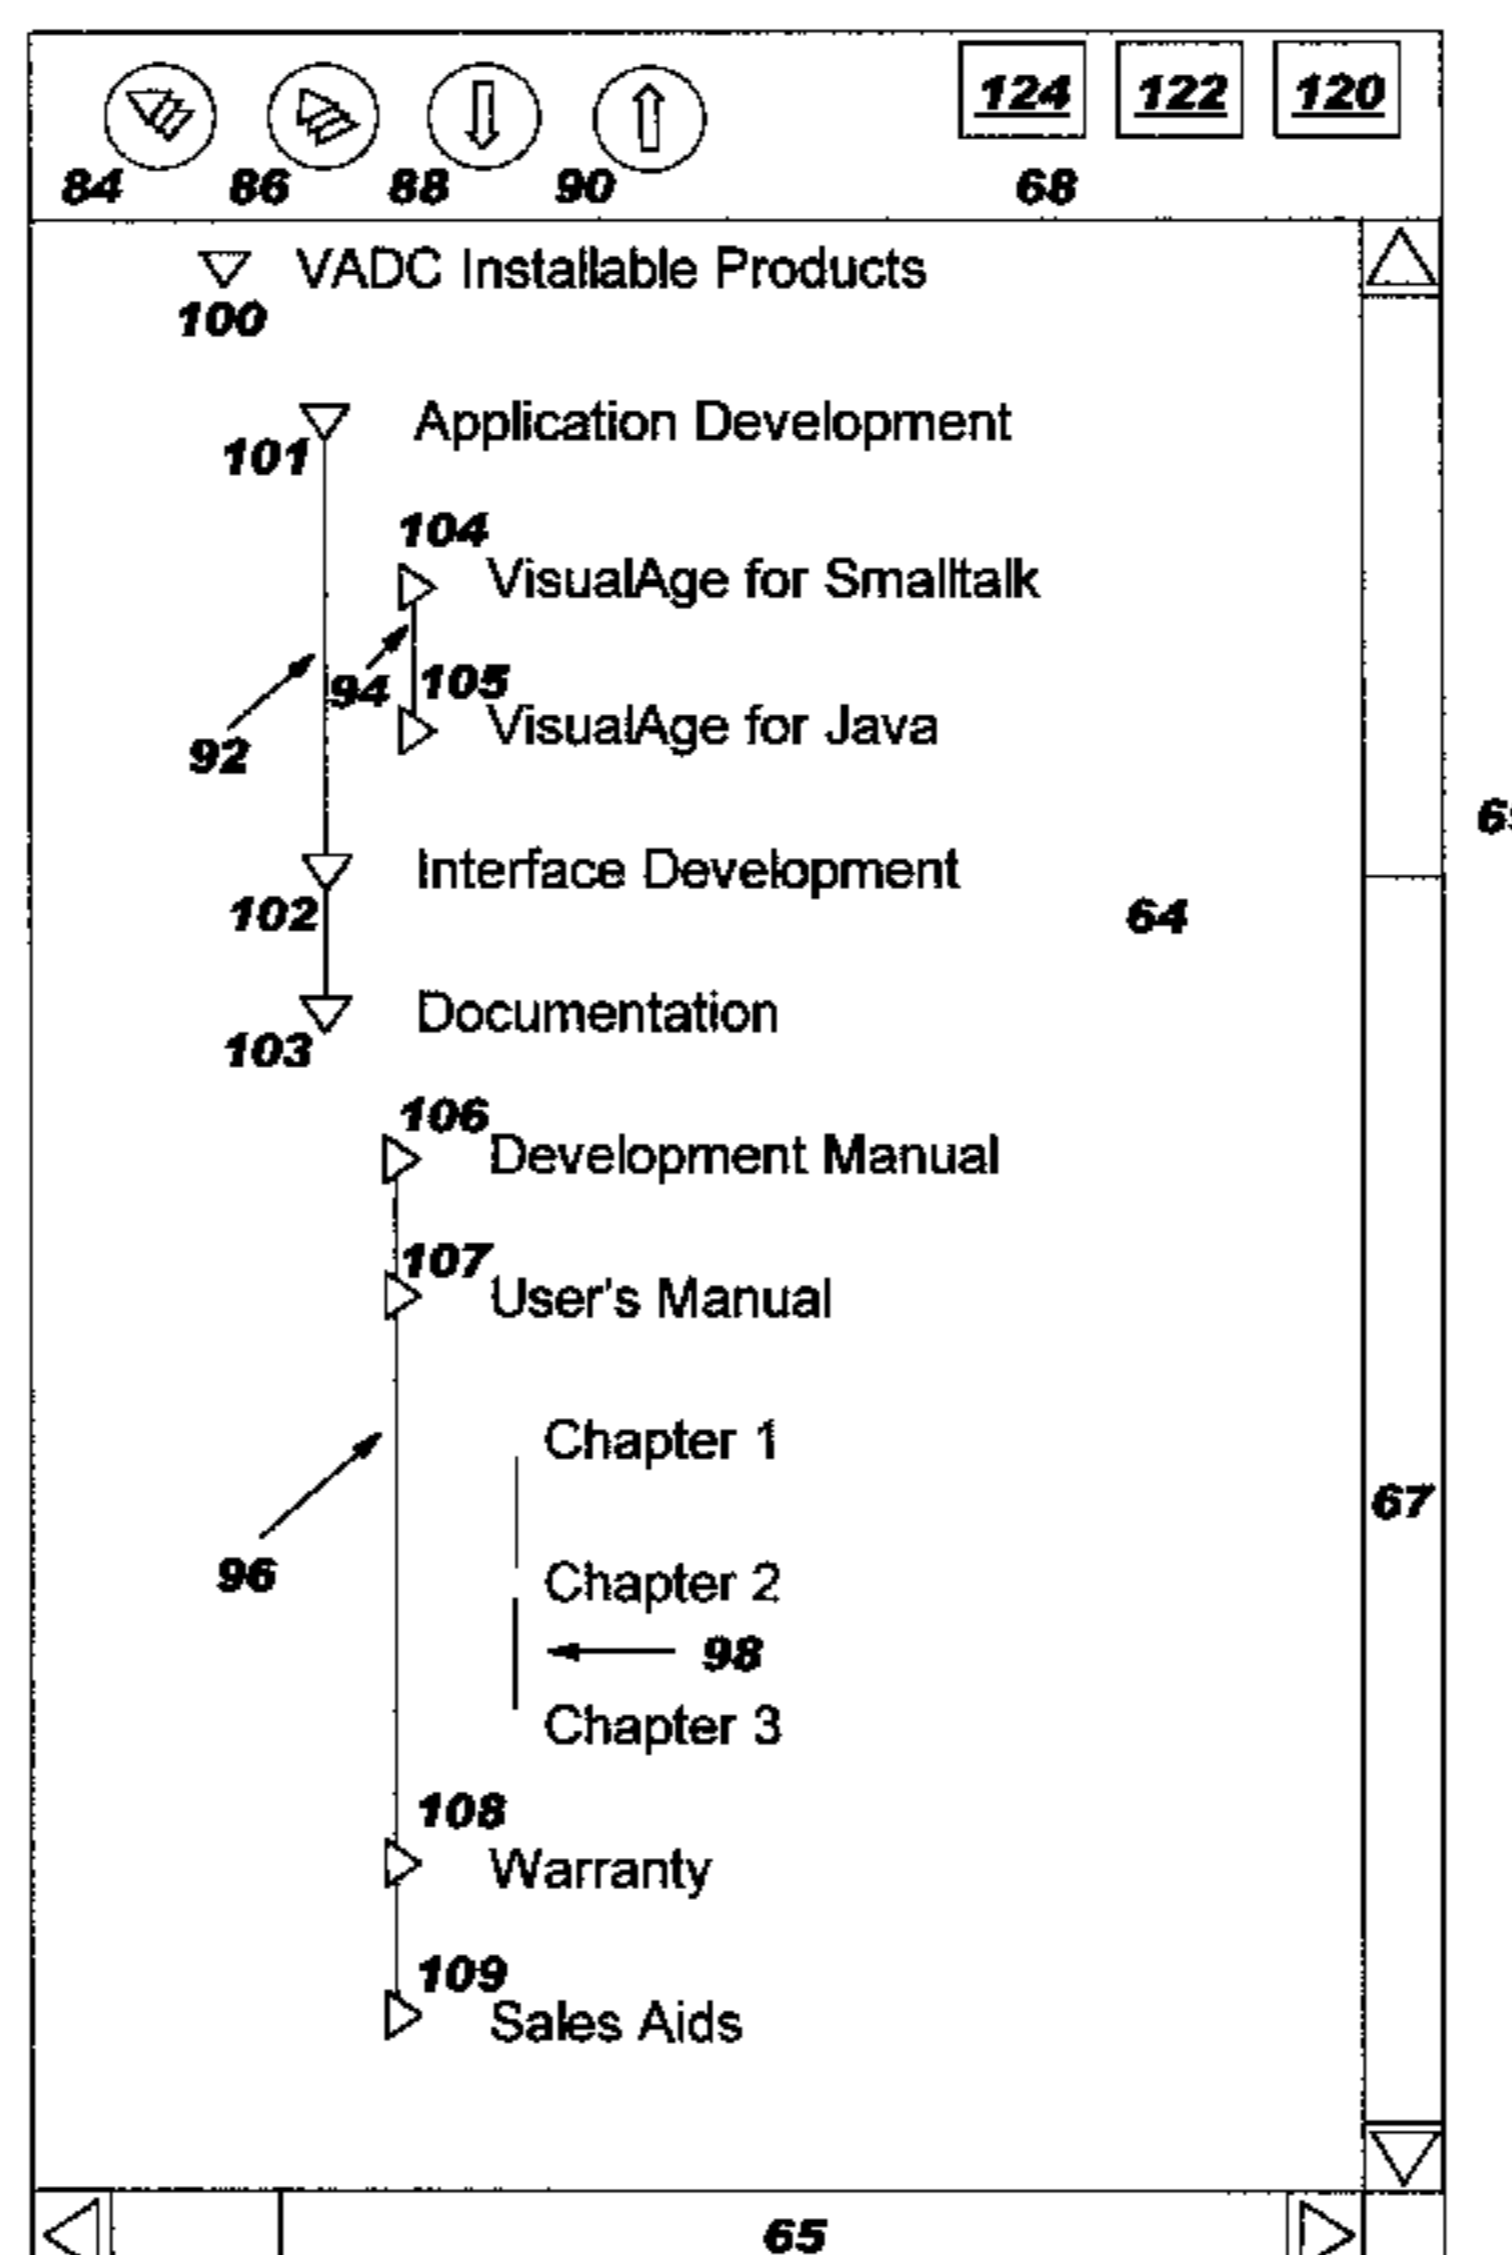 124 122 120
84 86 88 90 68
VADC Installable Products
100
Application Development
101
104
VisualAge for Smalltalk
94 105
VisualAge for Java
92
Interface Development
102
64
Documentation
103
106
Development Manual
107
User's Manual
Chapter 1
67
96
Chapter 2
98
Chapter 3
108
Warranty
109
Sales Aids
65